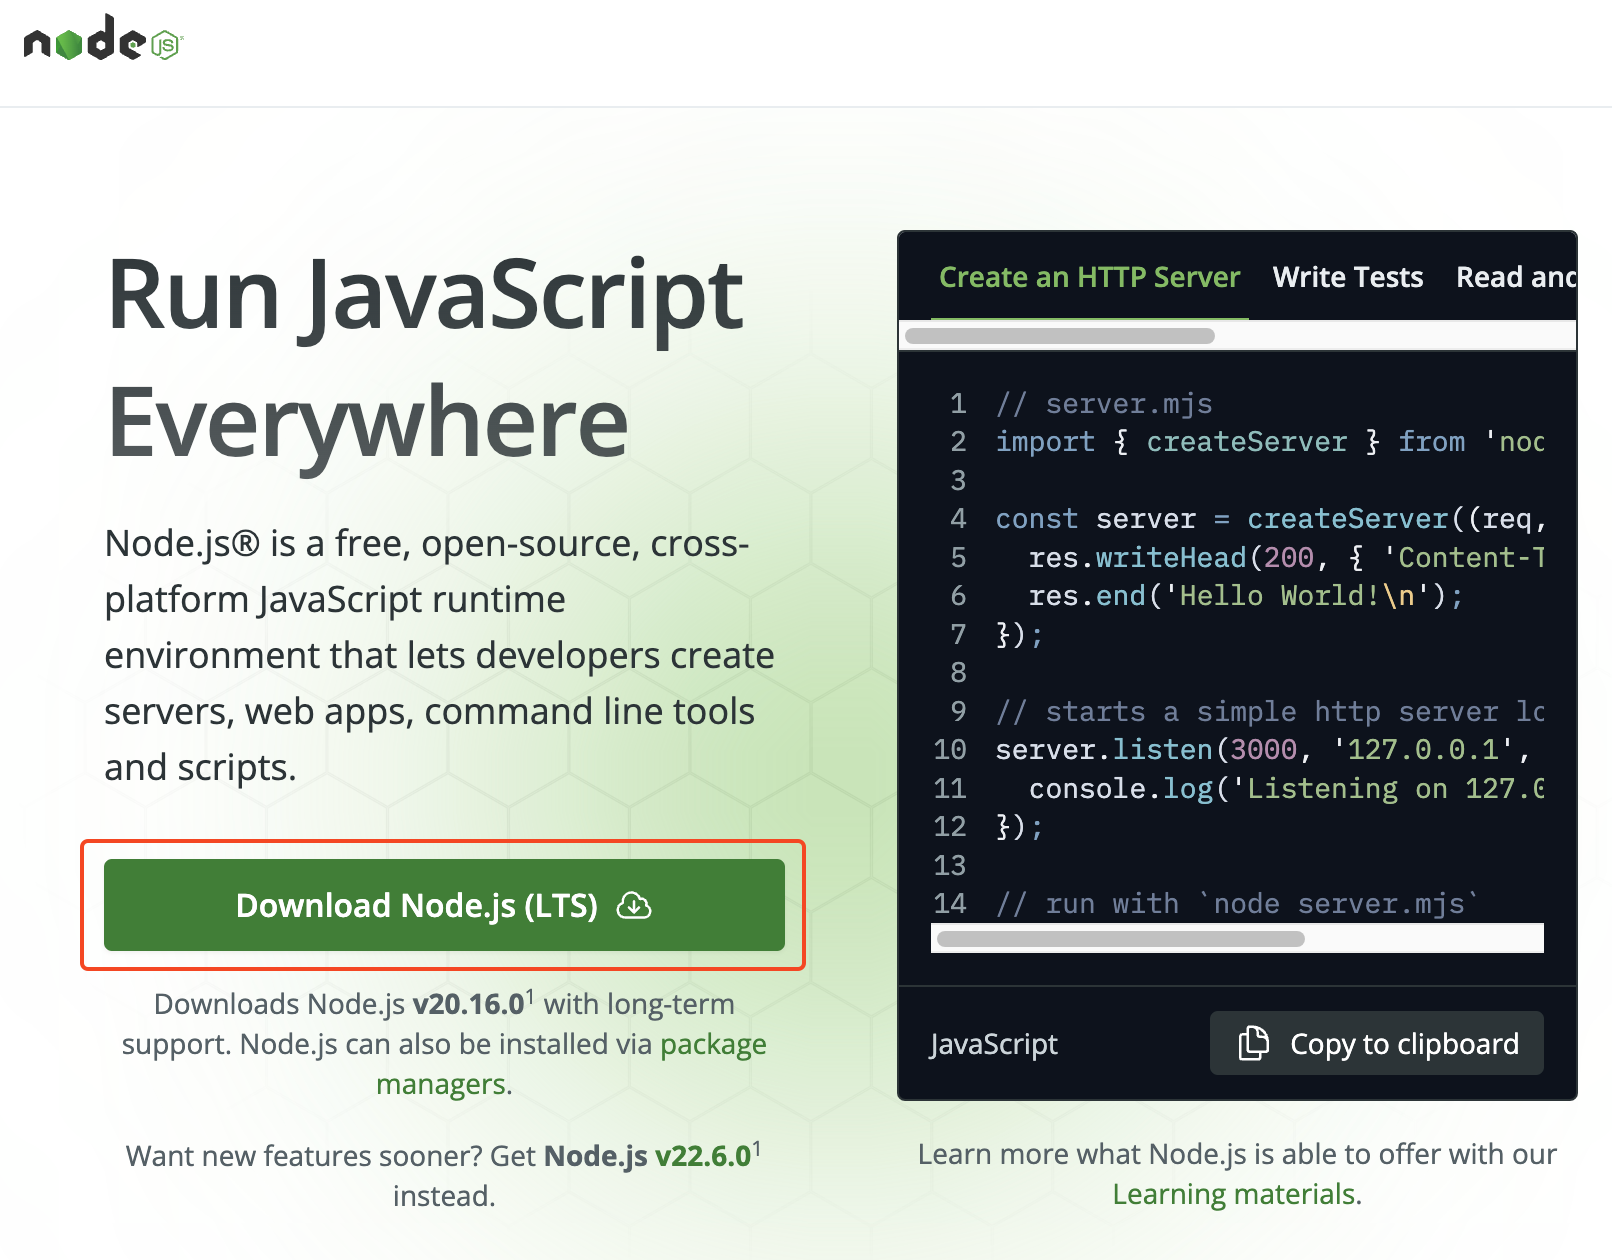 node JS
Run JavaScript
Everywhere
Node.js® is a free, open-source, cross-
platform JavaScript runtime
environment that lets developers create
servers, web apps, command line tools
and scripts.
Download Node.js (LTS)
Downloads Node.js v20.16.0¹ with long-term
support. Node.js can also be installed via package
managers.
Want new features sooner? Get Node.js v22.6.0¹
instead.
Create an HTTP Server Write Tests Read and
1 // server.mjs
2 import { createServer } from 'nod
3
4 const server = createServer((req,
5 res.writeHead(200, { 'Content-T
6 res.end('Hello World!\n');
7 });
8
9 // starts a simple http server lo
10 server.listen(3000, '127.0.0.1',
11 console.log('Listening on 127.0
12 });
13
14 // run with `node server.mjs`
JavaScript Copy to clipboard
Learn more what Node.js is able to offer with our
Learning materials.